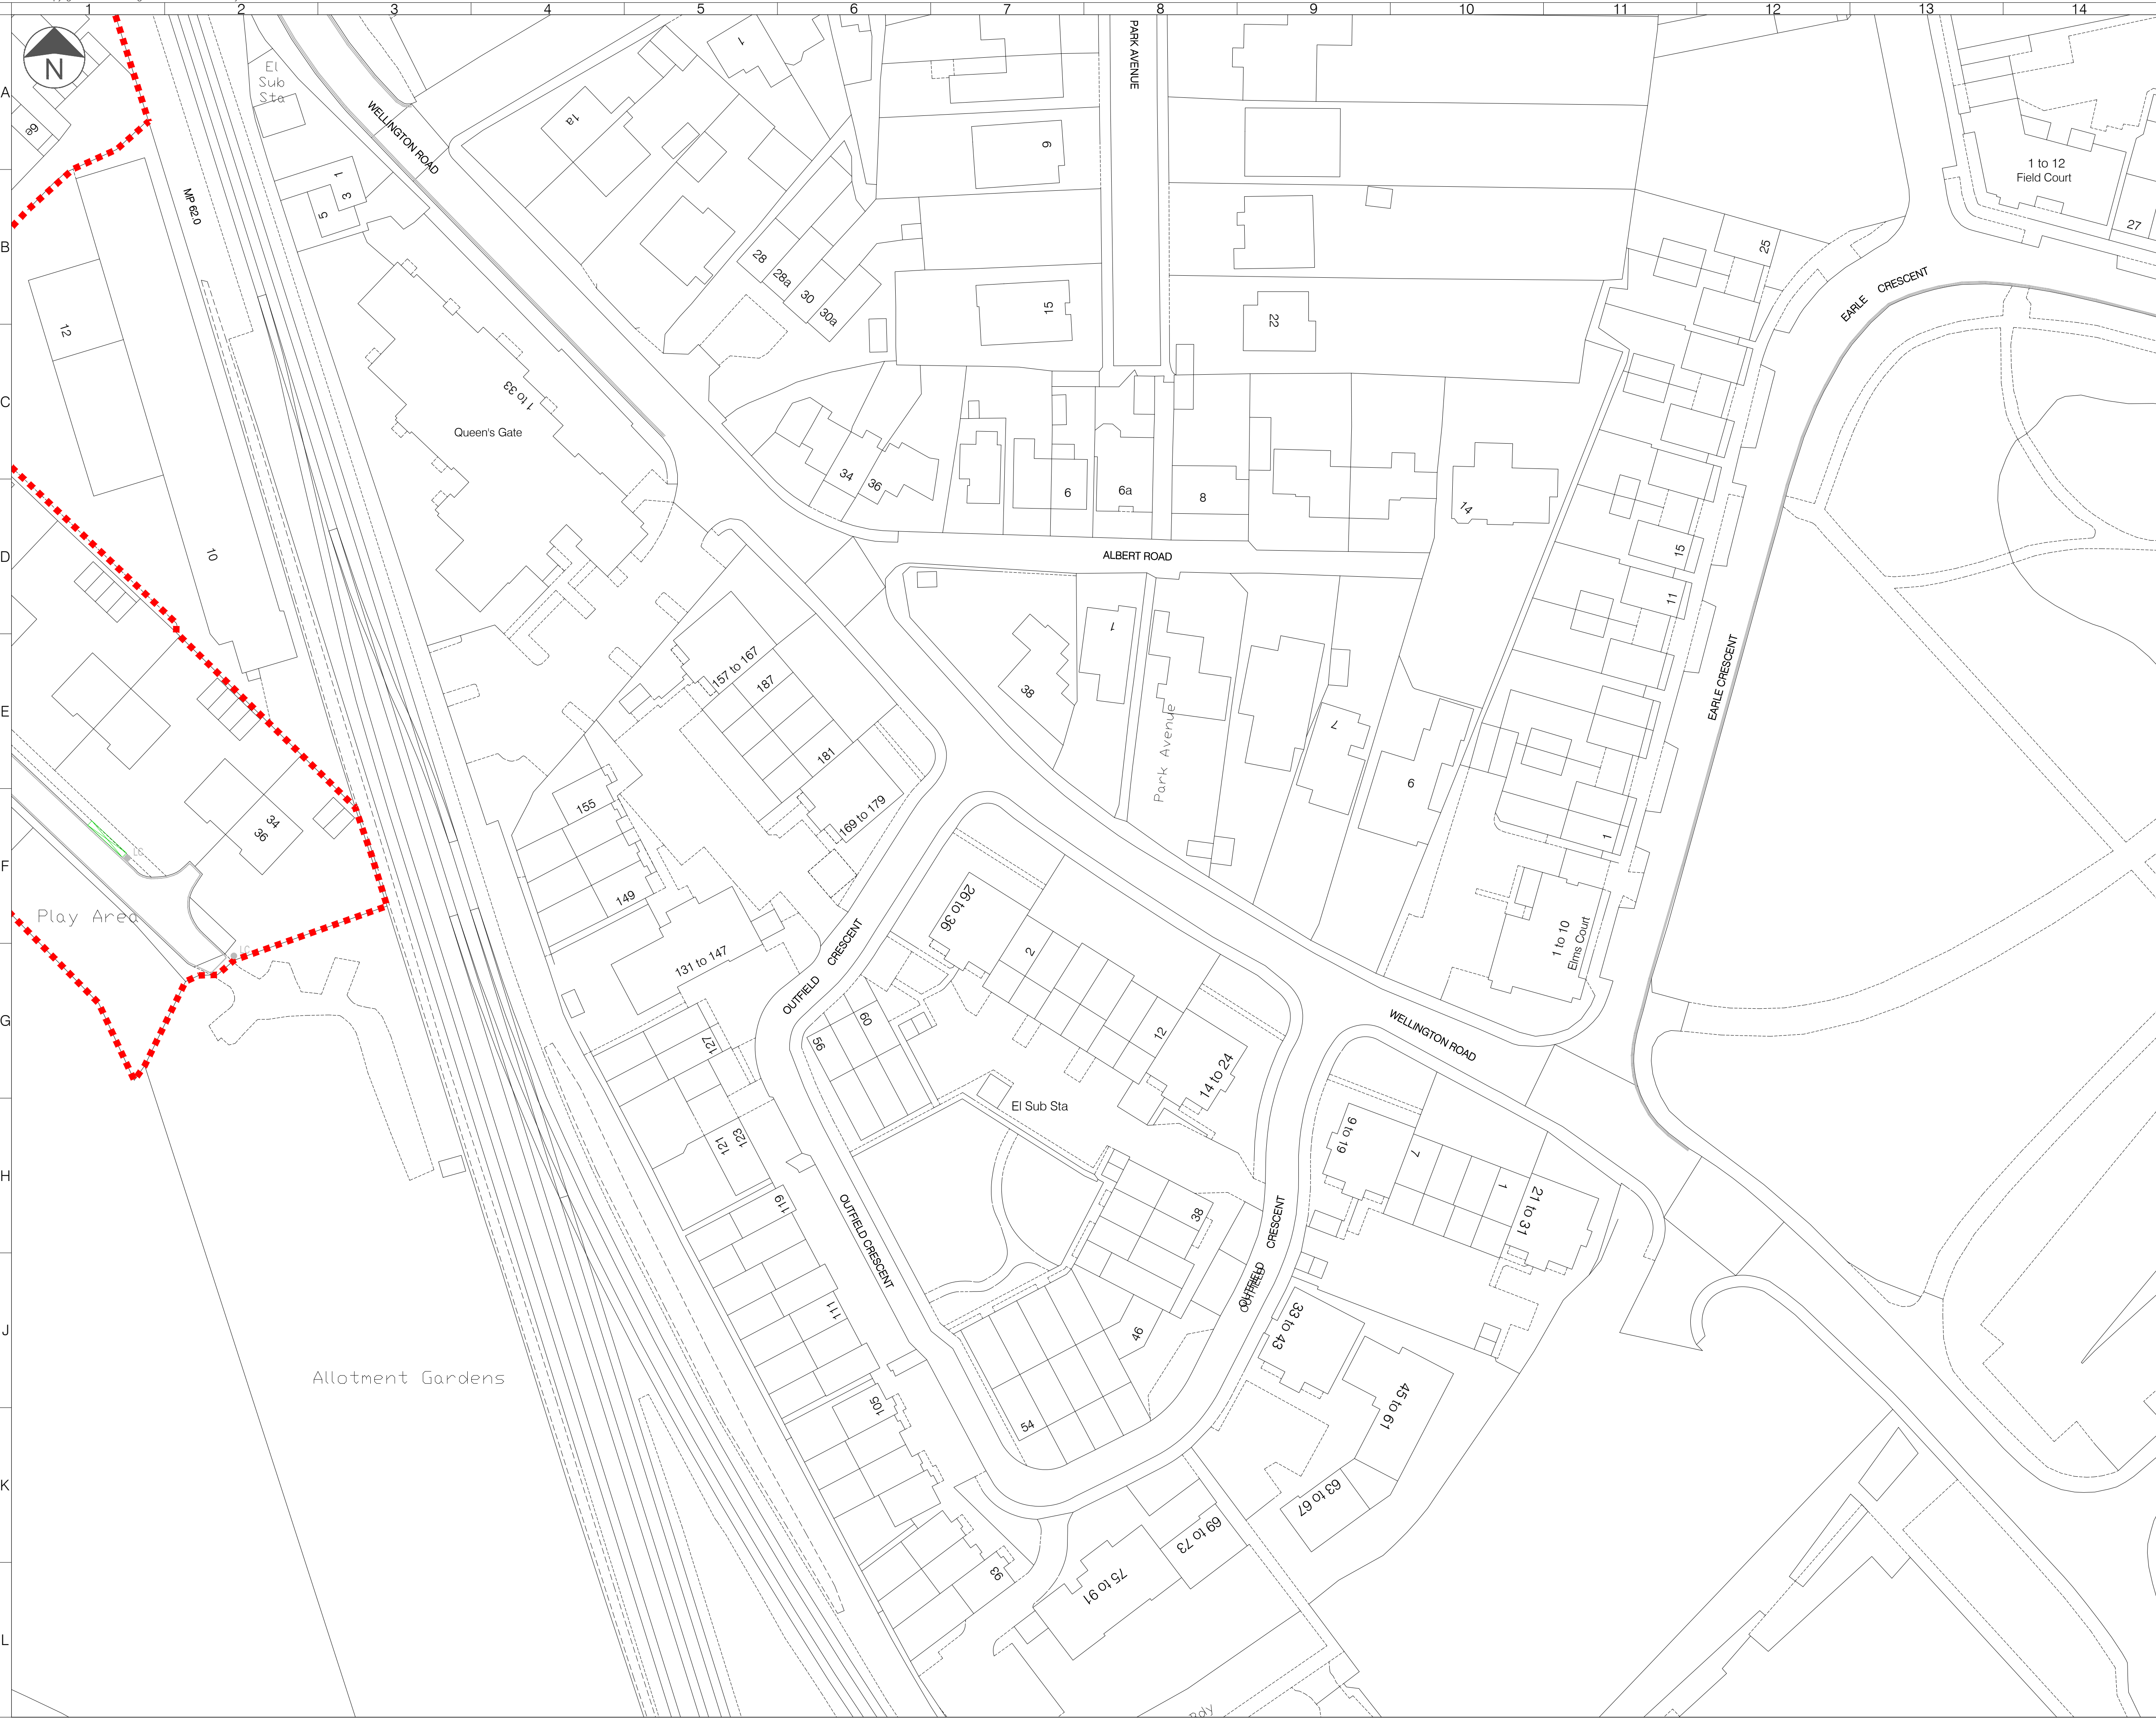 1 2 3 4 5 6 7 8 9 10 11 12 13 14
A
B
C
D
E
F
G
H
J
K
L
N
El
Sub
Sta
WELLINGTON ROAD
1a
1
PARK AVENUE
6a
9
1 to 12
Field Court
MP 62.0
1
3
5
27
28
28a
30
30a
15
22
25
EARLE CRESCENT
12
1 to 33
Queen's Gate
34
36
6
6a
8
14
10
ALBERT ROAD
15
11
38
1
EARLE CRESCENT
157 to 167
187
181
169 to 179
Park Avenue
7
6
155
149
34
36
LC
1
Play Area
LC
131 to 147
OUTFIELD CRESCENT
26 to 36
2
12
14 to 24
1 to 10
Elms Court
WELLINGTON ROAD
127
56
60
El Sub Sta
121
123
9 to 19
7
1
21 to 31
119
OUTFIELD CRESCENT
38
OUTFIELD CRESCENT
OUTFIELD
111
46
33 to 43
Allotment Gardens
105
54
45 to 61
63 to 67
69 to 73
93
75 to 91
Bdy